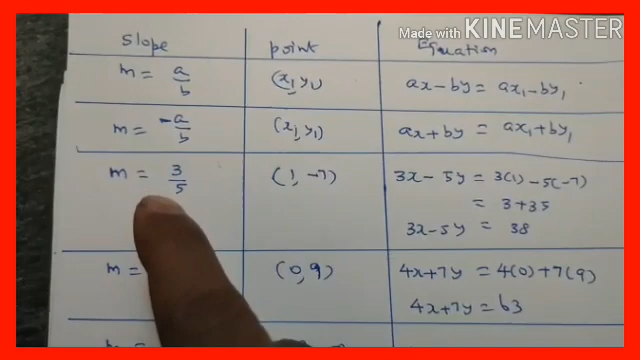 Made with KINEMASTER
Slope point Equation
m = a/b (x₁, y₁) ax - by = ax₁ - by₁
m = -a/b (x₁, y₁) ax + by = ax₁ + by₁
m = 3/5 (1, -7) 3x - 5y = 3(1) - 5(-7)
= 3 + 35
3x - 5y = 38
m = (0, 9) 4x + 7y = 4(0) + 7(9)
4x + 7y = 63